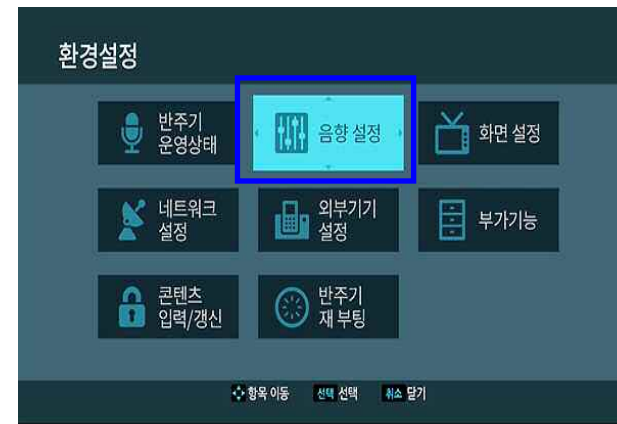 환경설정
반주기
운영상태
음향 설정
화면 설정
네트워크
설정
외부기기
설정
부가기능
콘텐츠
입력/갱신
반주기
재 부팅
항목 이동 선택 선택 취소 닫기